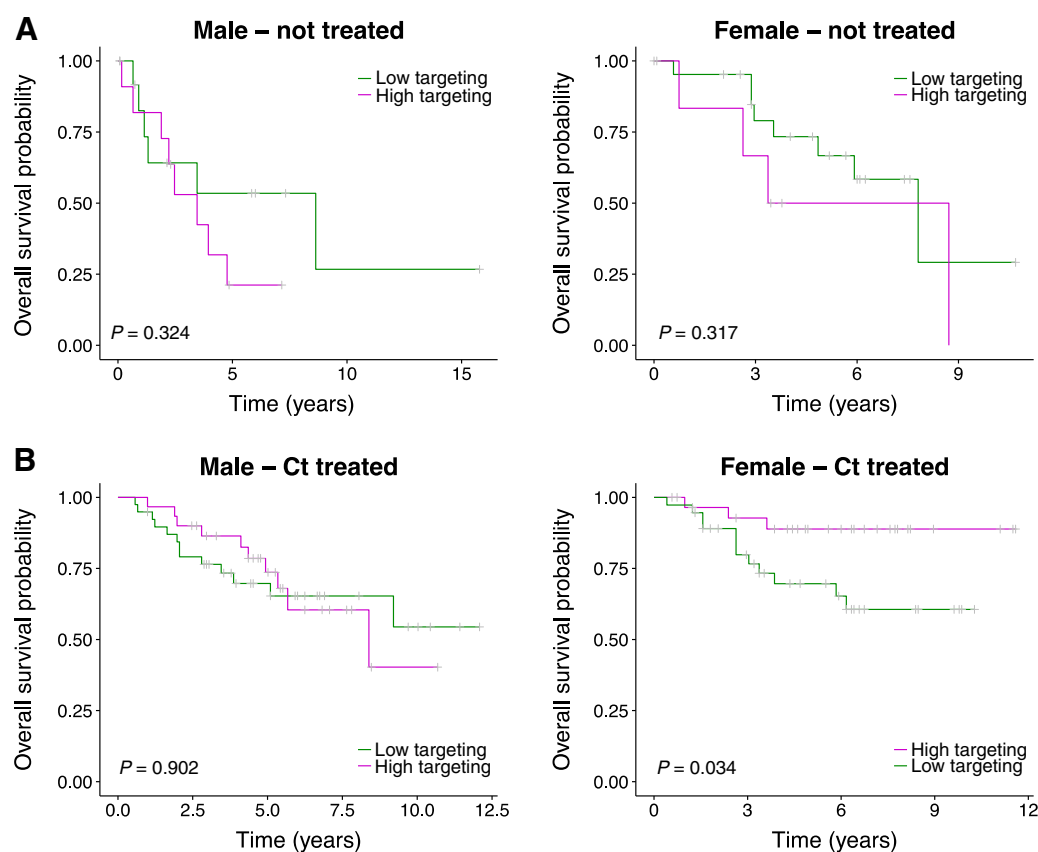 A
Male – not treated
Overall survival probability
1.00
0.75
0.50
0.25
0.00
Low targeting
High targeting
P = 0.324
0 5 10 15
Time (years)
Female – not treated
Overall survival probability
1.00
0.75
0.50
0.25
0.00
Low targeting
High targeting
P = 0.317
0 3 6 9
Time (years)
B
Male – Ct treated
Overall survival probability
1.00
0.75
0.50
0.25
0.00
Low targeting
High targeting
P = 0.902
0.0 2.5 5.0 7.5 10.0 12.5
Time (years)
Female – Ct treated
Overall survival probability
1.00
0.75
0.50
0.25
0.00
High targeting
Low targeting
P = 0.034
0 3 6 9 12
Time (years)